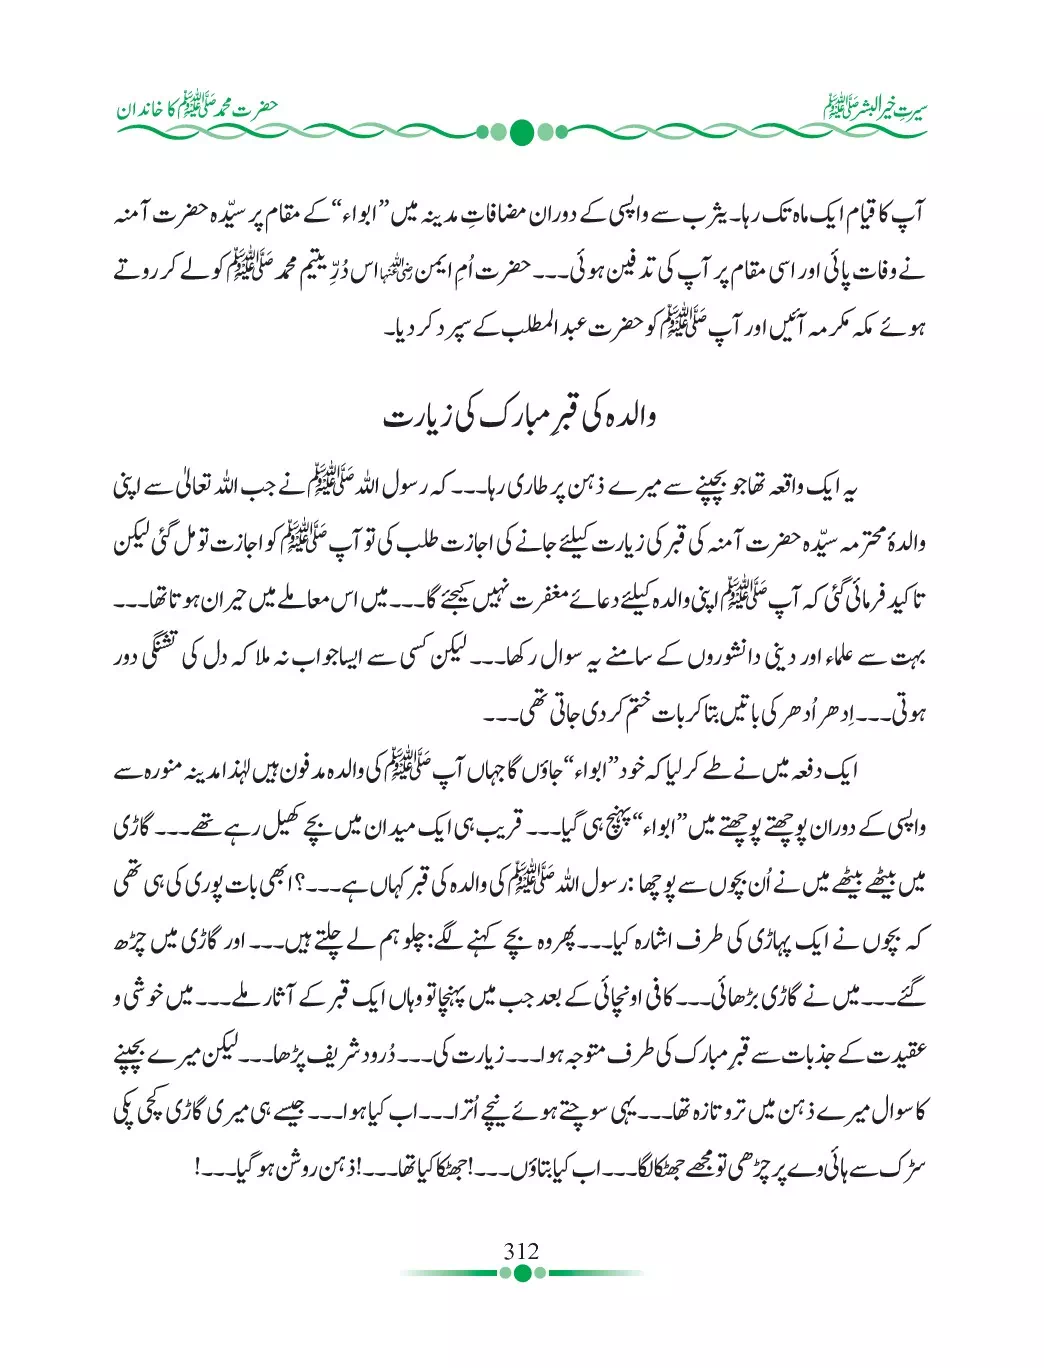 سیرتِ خیر البشر ﷺ
حضرت محمد ﷺ کا خاندان
آپ کا قیام ایک ماہ تک رہا۔ یثرب سے واپسی کے دوران مضافاتِ مدینہ میں ”ابواء“ کے مقام پر سیّدہ حضرت آمنہ
نے وفات پائی اور اسی مقام پر آپ کی تدفین ہوئی۔۔۔ حضرت اُمِ ایمن رضی اللہ عنہا اس دُرِّ یتیم محمد ﷺ کو لے کر روتے
ہوئے مکہ مکرمہ آئیں اور آپ ﷺ کو حضرت عبد المطلب کے سپرد کر دیا۔
والدہ کی قبرِ مبارک کی زیارت
یہ ایک واقعہ تھا جو بچپنے سے میرے ذہن پر طاری رہا۔۔۔ کہ رسول اللہ ﷺ نے جب اللہ تعالیٰ سے اپنی
والدۂ محترمہ سیّدہ حضرت آمنہ کی قبر کی زیارت کیلئے جانے کی اجازت طلب کی تو آپ ﷺ کو اجازت تو مل گئی لیکن
تاکید فرمائی گئی کہ آپ ﷺ اپنی والدہ کیلئے دعائے مغفرت نہیں کیجئے گا۔۔۔ میں اس معاملے میں حیران ہوتا تھا۔۔۔
بہت سے علماء اور دینی دانشوروں کے سامنے یہ سوال رکھا۔۔۔ لیکن کسی سے ایسا جواب نہ ملا کہ دل کی تشنگی دور
ہوتی۔۔۔ اِدھر اُدھر کی باتیں بتا کر بات ختم کر دی جاتی تھی۔۔۔
ایک دفعہ میں نے طے کر لیا کہ خود ”ابواء“ جاؤں گا جہاں آپ ﷺ کی والدہ مدفون ہیں لہٰذا مدینہ منورہ سے
واپسی کے دوران پوچھتے پوچھتے میں ”ابواء“ پہنچ ہی گیا۔۔۔ قریب ہی ایک میدان میں بچے کھیل رہے تھے۔۔۔ گاڑی
میں بیٹھے بیٹھے میں نے اُن بچوں سے پوچھا: رسول اللہ ﷺ کی والدہ کی قبر کہاں ہے۔۔۔؟ ابھی بات پوری کی ہی تھی
کہ بچوں نے ایک پہاڑی کی طرف اشارہ کیا۔۔۔ پھر وہ بچے کہنے لگے: چلو ہم لے چلتے ہیں۔۔۔ اور گاڑی میں چڑھ
گئے۔۔۔ میں نے گاڑی بڑھائی۔۔۔ کافی اونچائی کے بعد جب میں پہنچا تو وہاں ایک قبر کے آثار ملے۔۔۔ میں خوشی و
عقیدت کے جذبات سے قبرِ مبارک کی طرف متوجہ ہوا۔۔۔ زیارت کی۔۔۔ دُرود شریف پڑھا۔۔۔ لیکن میرے بچپنے
کا سوال میرے ذہن میں تروتازہ تھا۔۔۔ یہی سوچتے ہوئے نیچے اُترا۔۔۔ اب کیا ہوا۔۔۔ جیسے ہی میری گاڑی کچی پکی
سڑک سے ہائی وے پر چڑھی تو مجھے جھٹکا لگا۔۔۔ اب کیا بتاؤں۔۔۔! جھٹکا کیا تھا۔۔۔! ذہن روشن ہو گیا۔۔۔!
312